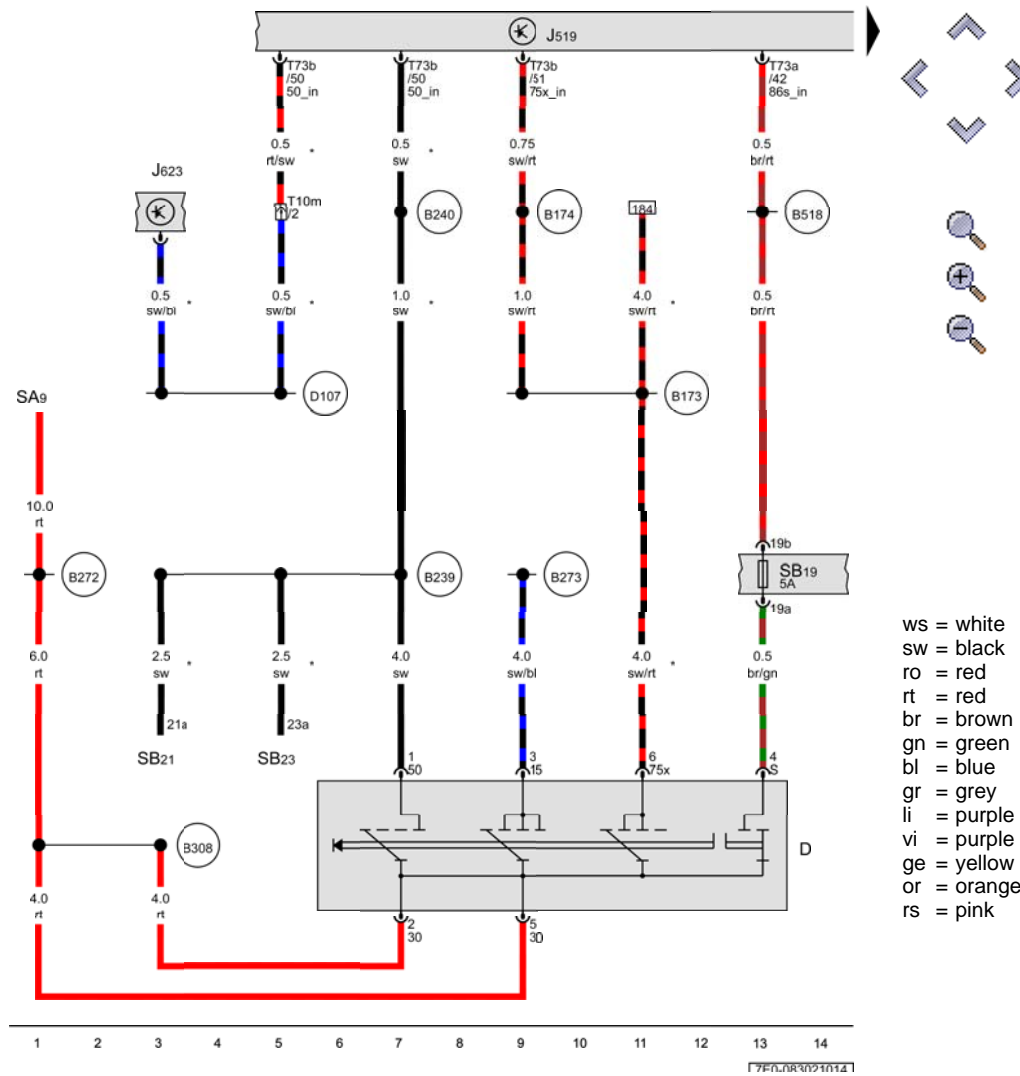 J519
T73b
/50
50_in
T73b
/50
50_in
T73b
/51
75x_in
T73a
/42
86s_in
0.5
rt/sw
*
0.5
sw
*
0.75
sw/rt
0.5
br/rt
J623
T10m
/2
B240
B174
184
B518
0.5
sw/bl
*
0.5
sw/bl
*
1.0
sw
*
1.0
sw/rt
4.0
sw/rt
*
0.5
br/rt
SA9
D107
B173
10.0
rt
19b
B272
B239
B273
SB19
5A
19a
6.0
rt
2.5
sw
*
2.5
sw
*
4.0
sw
4.0
sw/bl
4.0
sw/rt
*
0.5
br/gn
21a
23a
SB21
SB23
1
50
3
15
6
75x
4
S
B308
D
4.0
rt
4.0
rt
2
30
5
30
1 2 3 4 5 6 7 8 9 10 11 12 13 14
7E0-083021014
ws = white
sw = black
ro = red
rt = red
br = brown
gn = green
bl = blue
gr = grey
li = purple
vi = purple
ge = yellow
or = orange
rs = pink